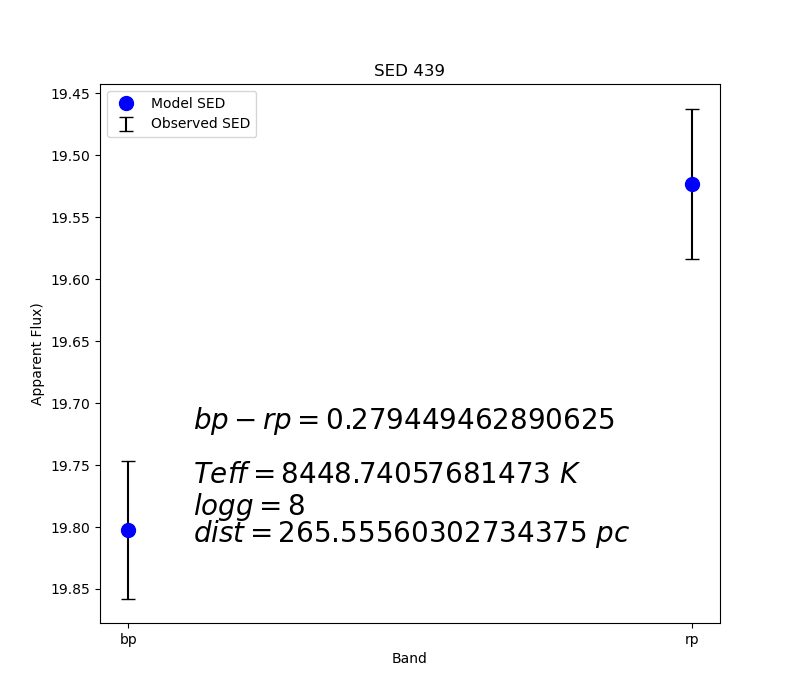 SED 439
Model SED
Observed SED
Apparent Flux)
19.45
19.50
19.55
19.60
19.65
19.70
19.75
19.80
19.85
bp − rp = 0.279449462890625
Teff = 8448.74057681473 K
logg = 8
dist = 265.55560302734375 pc
bp
rp
Band